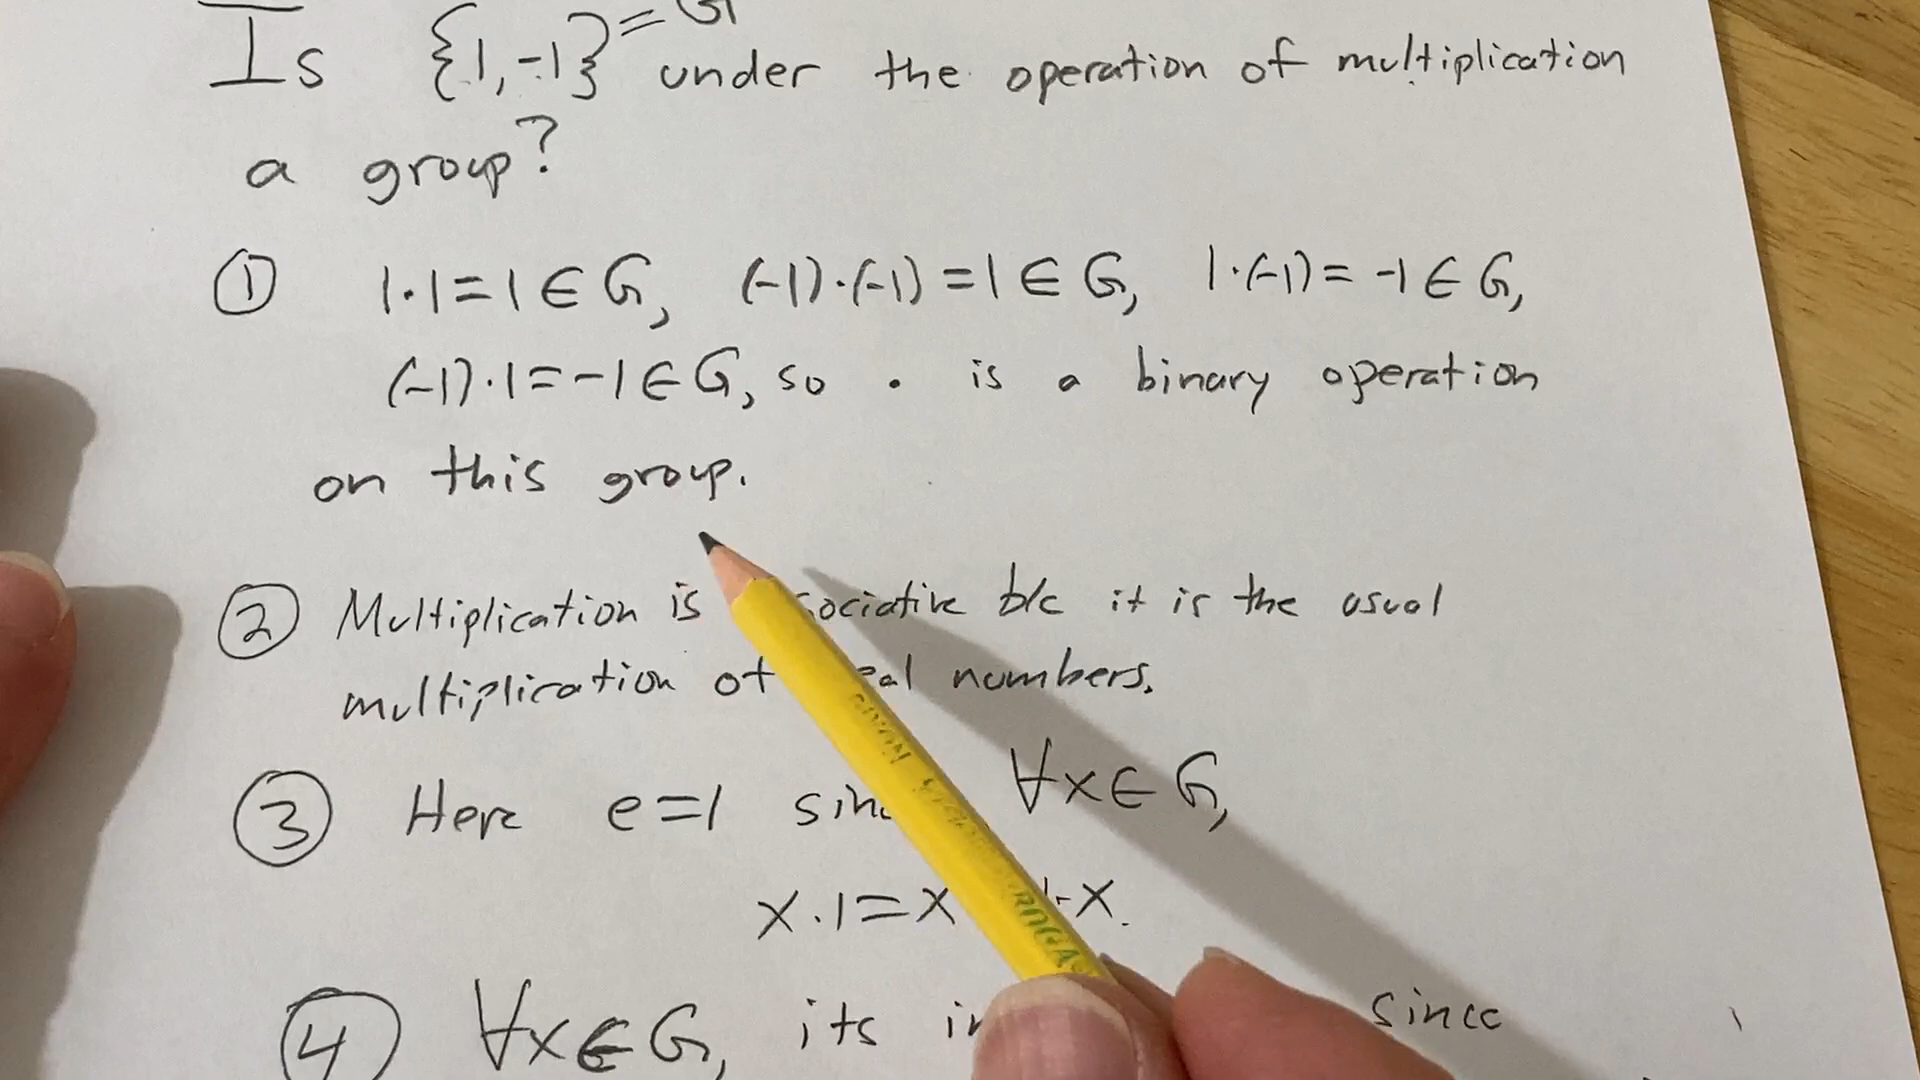 Is {1,-1} = G under the operation of multiplication
a group?
① 1·1=1∈G, (-1)·(-1)=1∈G, 1·(-1)=-1∈G,
(-1)·1=-1∈G, so · is a binary operation
on this group.
② Multiplication is sociative b/c it is the usual
multiplication of numbers.
③ Here e=1 ∀x∈G,
x·1=x ·x.
④ ∀x∈G, its since